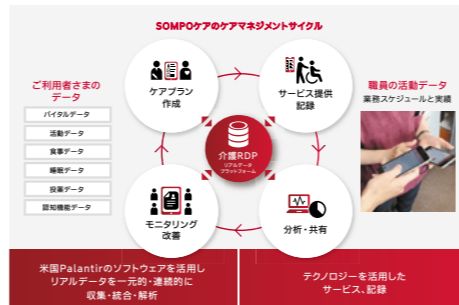 SOMPOケアのケアマネジメントサイクル
ご利用者さまの
データ
バイタルデータ
活動データ
食事データ
睡眠データ
投薬データ
認知機能データ
ケアプラン
作成
サービス提供
記録
介護RDP
リアルデータ
プラットフォーム
モニタリング
改善
分析・共有
職員の活動データ
業務スケジュールと実績
米国Palantirのソフトウェアを活用し
リアルデータを一元的・連続的に
収集・統合・解析
テクノロジーを活用した
サービス、記録